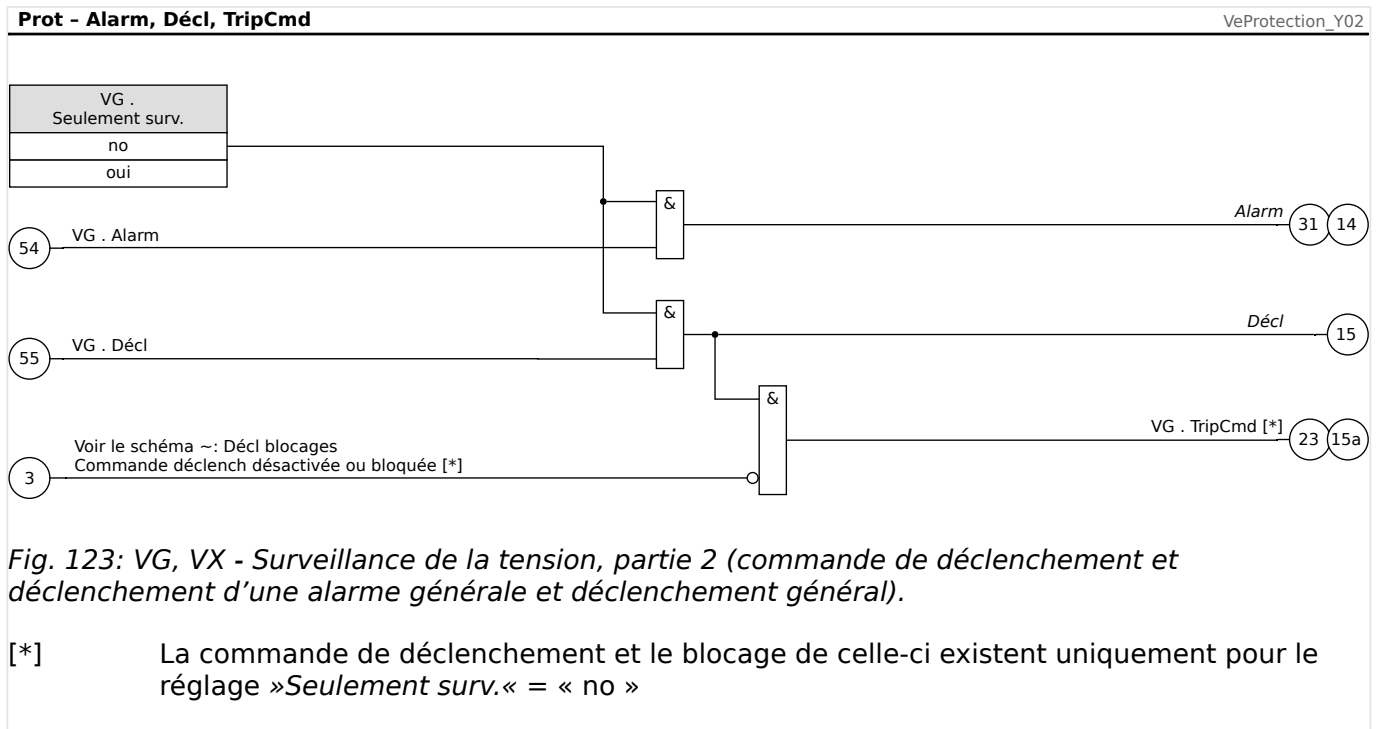 Prot – Alarm, Décl, TripCmd
VeProtection_Y02
VG .
Seulement surv.
no
oui
&
Alarm
31
14
54
VG . Alarm
&
Décl
15
55
VG . Décl
&
VG . TripCmd [*]
23
15a
Voir le schéma ~: Décl blocages
Commande déclench désactivée ou bloquée [*]
3
Fig. 123: VG, VX - Surveillance de la tension, partie 2 (commande de déclenchement et
déclenchement d’une alarme générale et déclenchement général).
[*] La commande de déclenchement et le blocage de celle-ci existent uniquement pour le
réglage »Seulement surv.« = « no »